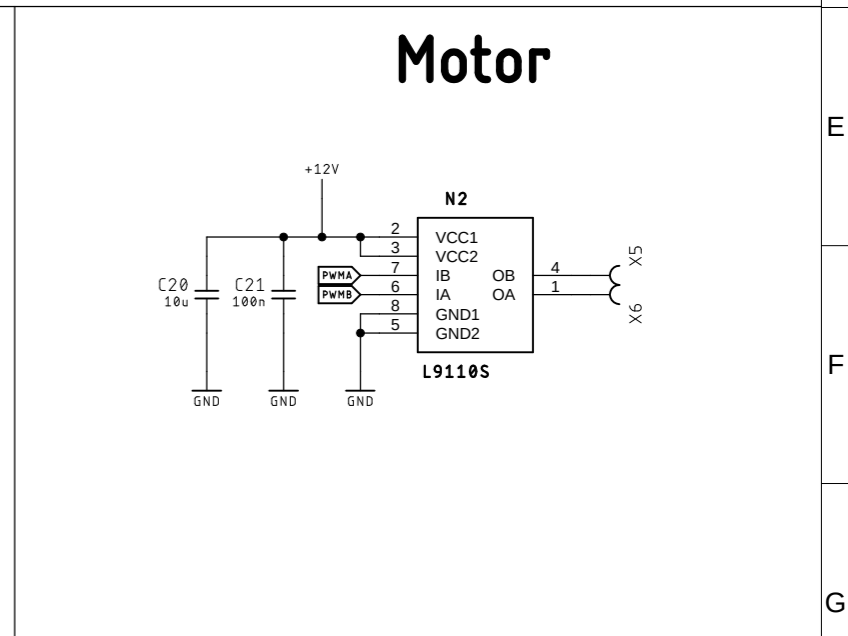 Motor
E
+12V
N2
2
VCC1
3
VCC2
X5
PWMA
7
IB
OB
4
C20
10u
C21
100n
PWMB
6
IA
OA
1
X6
8
GND1
5
GND2
L9110S
F
GND
GND
GND
G